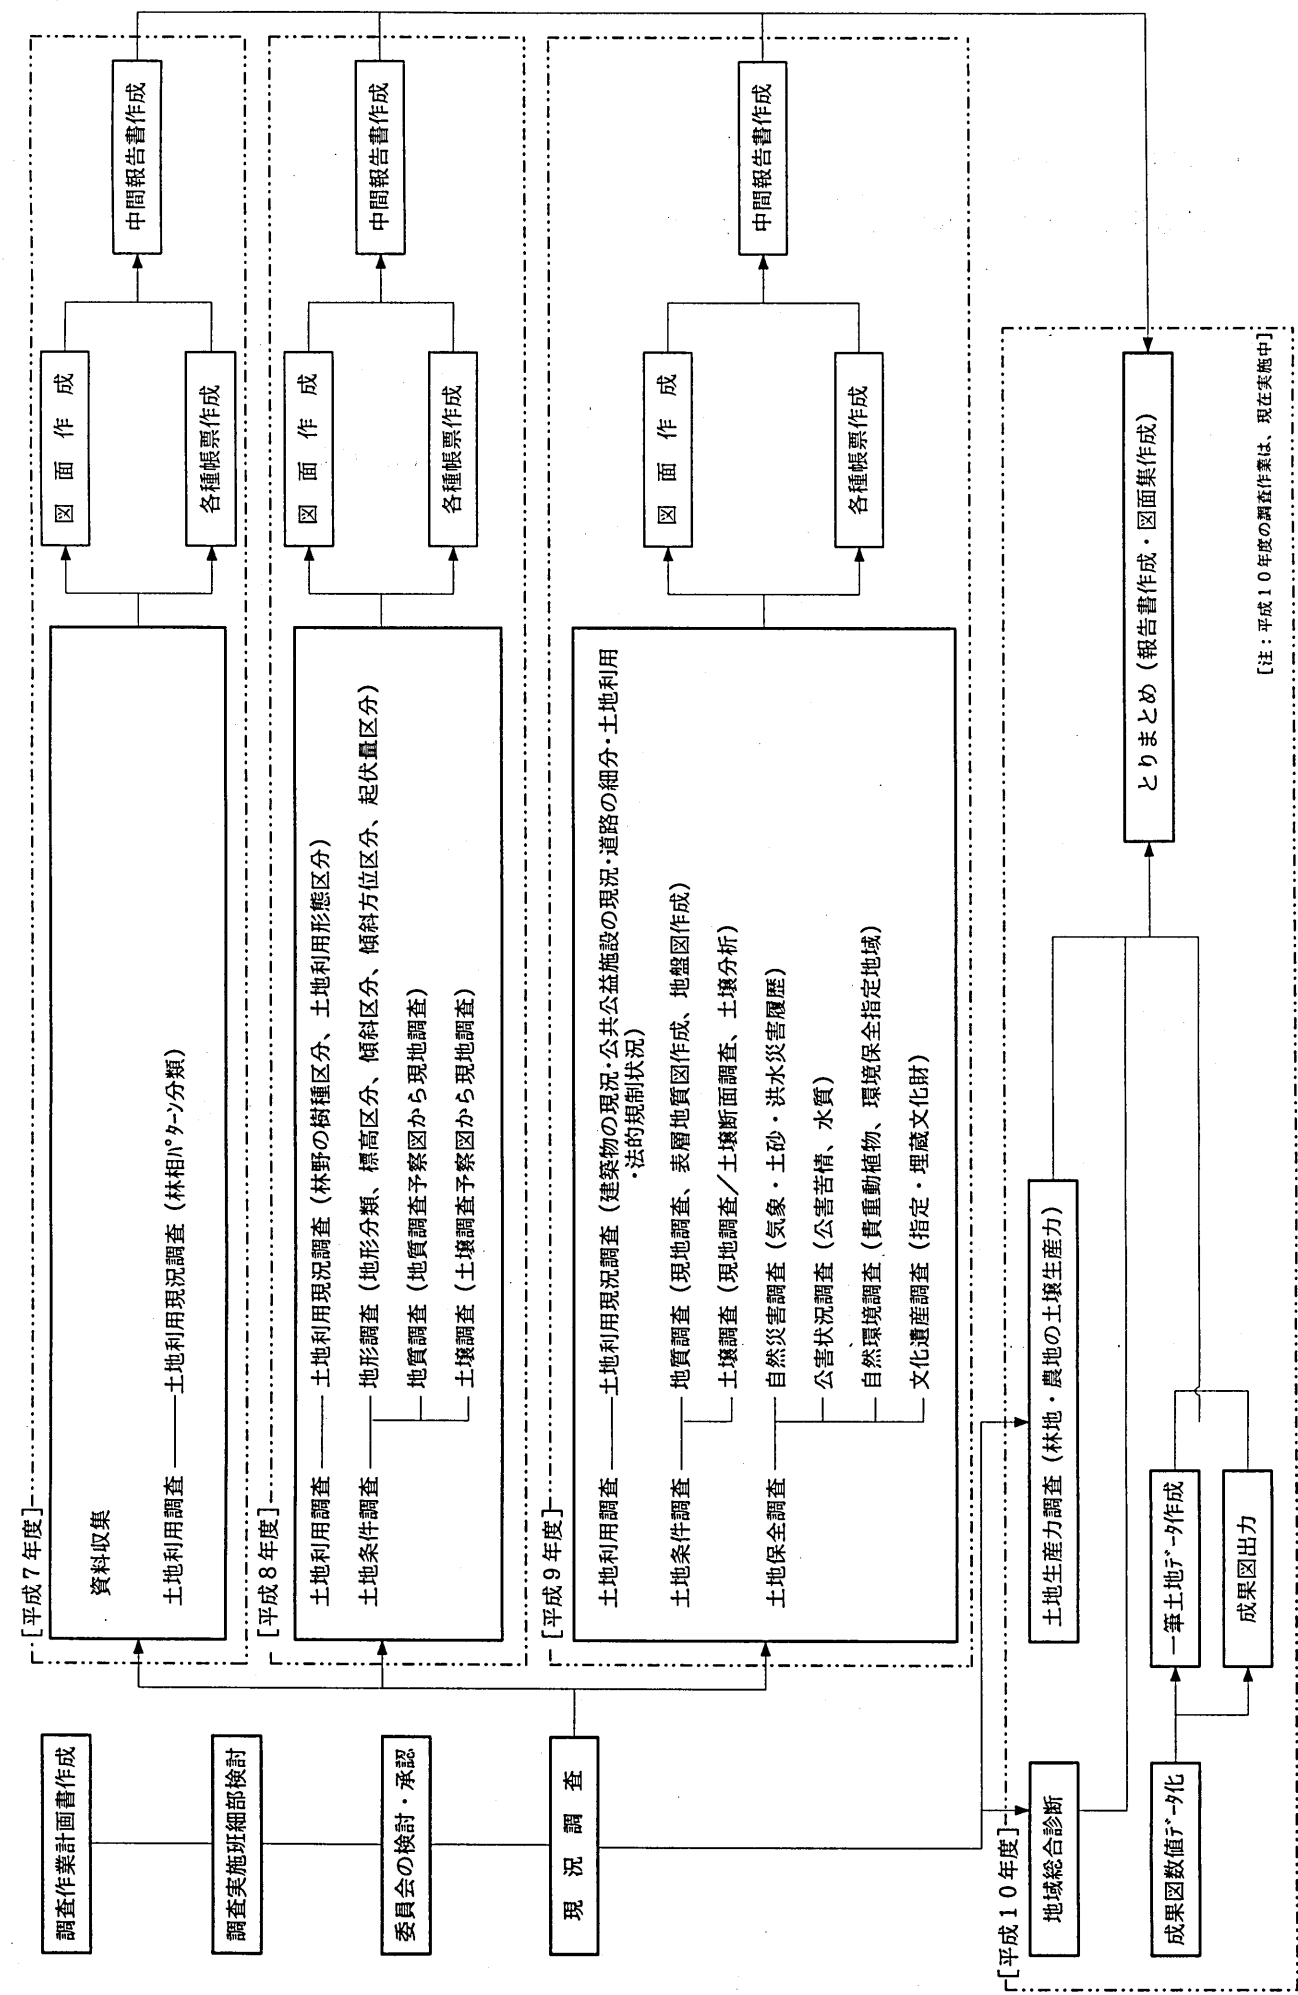 調査作業計画書作成
調査実施班細部検討
委員会の検討・承認
現況調査
[平成7年度]
資料収集
土地利用調査――土地利用現況調査（林相ﾊﾟﾀｰﾝ分類）
図面作成
各種帳票作成
中間報告書作成
[平成8年度]
土地利用調査――土地利用現況調査（林野の樹種区分、土地利用形態区分）
土地条件調査――地形調査（地形分類、標高区分、傾斜区分、傾斜方位区分、起伏量区分）
地質調査（地質調査予察図から現地調査）
土壌調査（土壌調査予察図から現地調査）
図面作成
各種帳票作成
中間報告書作成
[平成9年度]
土地利用調査――土地利用現況調査（建築物の現況・公共公益施設の現況・道路の細分・土地利用
・法的規制状況）
土地条件調査――地質調査（現地調査、表層地質図作成、地盤図作成）
土壌調査（現地調査／土壌断面調査、土壌分析）
土地保全調査――自然災害調査（気象・土砂・洪水災害履歴）
公害状況調査（公害苦情、水質）
自然環境調査（貴重動植物、環境保全指定地域）
文化遺産調査（指定・埋蔵文化財）
図面作成
各種帳票作成
中間報告書作成
[平成10年度]
地域総合診断
土地生産力調査（林地・農地の土壌生産力）
成果図数値ﾃﾞｰﾀ化
一筆土地ﾃﾞｰﾀ作成
成果図出力
とりまとめ（報告書作成・図面集作成）
[注：平成10年度の調査作業は、現在実施中]